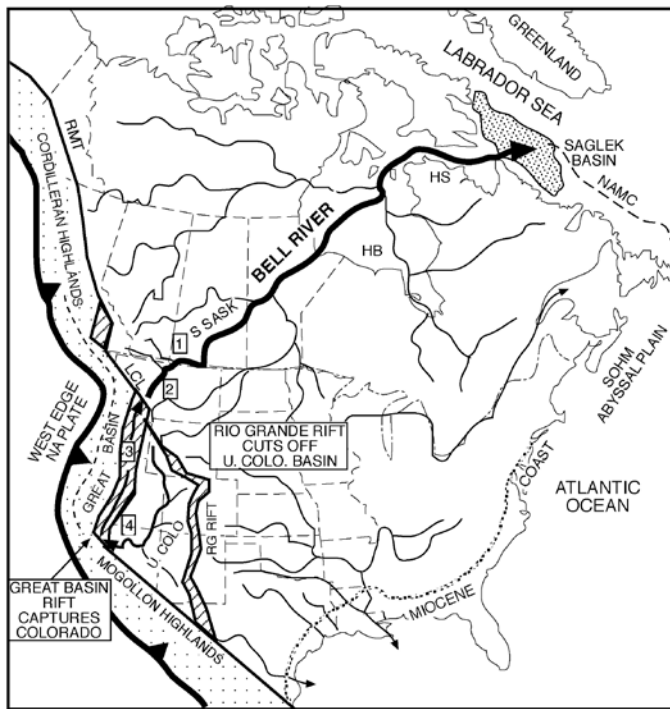 GREENLAND
LABRADOR SEA
SAGLEK
BASIN
NAMC
RMT
CORDILLERAN HIGHLANDS
HS
BELL RIVER
HB
S SASK
1
LCL
2
WEST EDGE
NA PLATE
GREAT BASIN
3
RIO GRANDE RIFT
CUTS OFF
U. COLO. BASIN
SOHM
ABYSSAL PLAIN
COAST
ATLANTIC
OCEAN
4
U COLO
RG RIFT
GREAT BASIN
RIFT
CAPTURES
COLORADO
MOGOLLON HIGHLANDS
MIOCENE